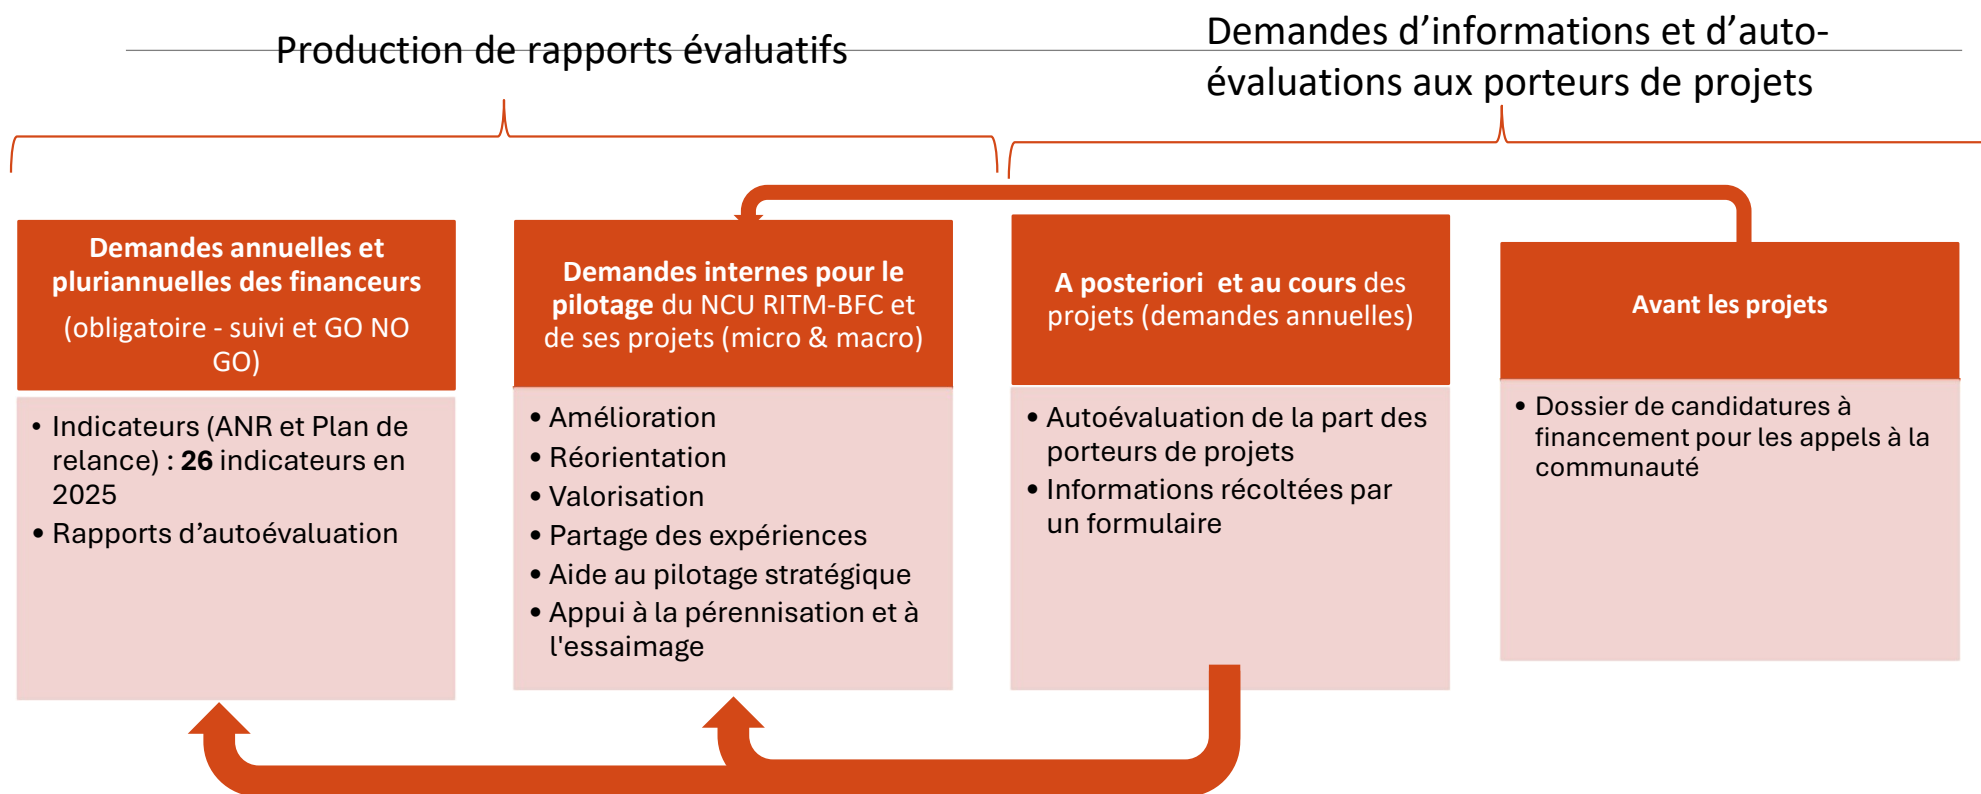 Production de rapports évaluatifs
Demandes d’informations et d’auto-
évaluations aux porteurs de projets
Demandes annuelles et
pluriannuelles des financeurs
(obligatoire - suivi et GO NO
GO)
• Indicateurs (ANR et Plan de
relance) : 26 indicateurs en
2025
• Rapports d’autoévaluation
Demandes internes pour le
pilotage du NCU RITM-BFC et
de ses projets (micro & macro)
• Amélioration
• Réorientation
• Valorisation
• Partage des expériences
• Aide au pilotage stratégique
• Appui à la pérennisation et à
l'essaimage
A posteriori et au cours des
projets (demandes annuelles)
• Autoévaluation de la part des
porteurs de projets
• Informations récoltées par
un formulaire
Avant les projets
• Dossier de candidatures à
financement pour les appels à la
communauté